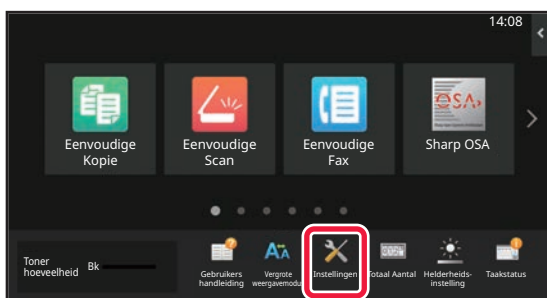 14:08
Eenvoudige
Kopie
Eenvoudige
Scan
Eenvoudige
Fax
OSA
Sharp OSA
Toner
hoeveelheid
Bk
Gebruikers
handleiding
Vergrote
weergavemodus
Instellingen
Totaal Aantal
Helderheids-
instelling
Taakstatus